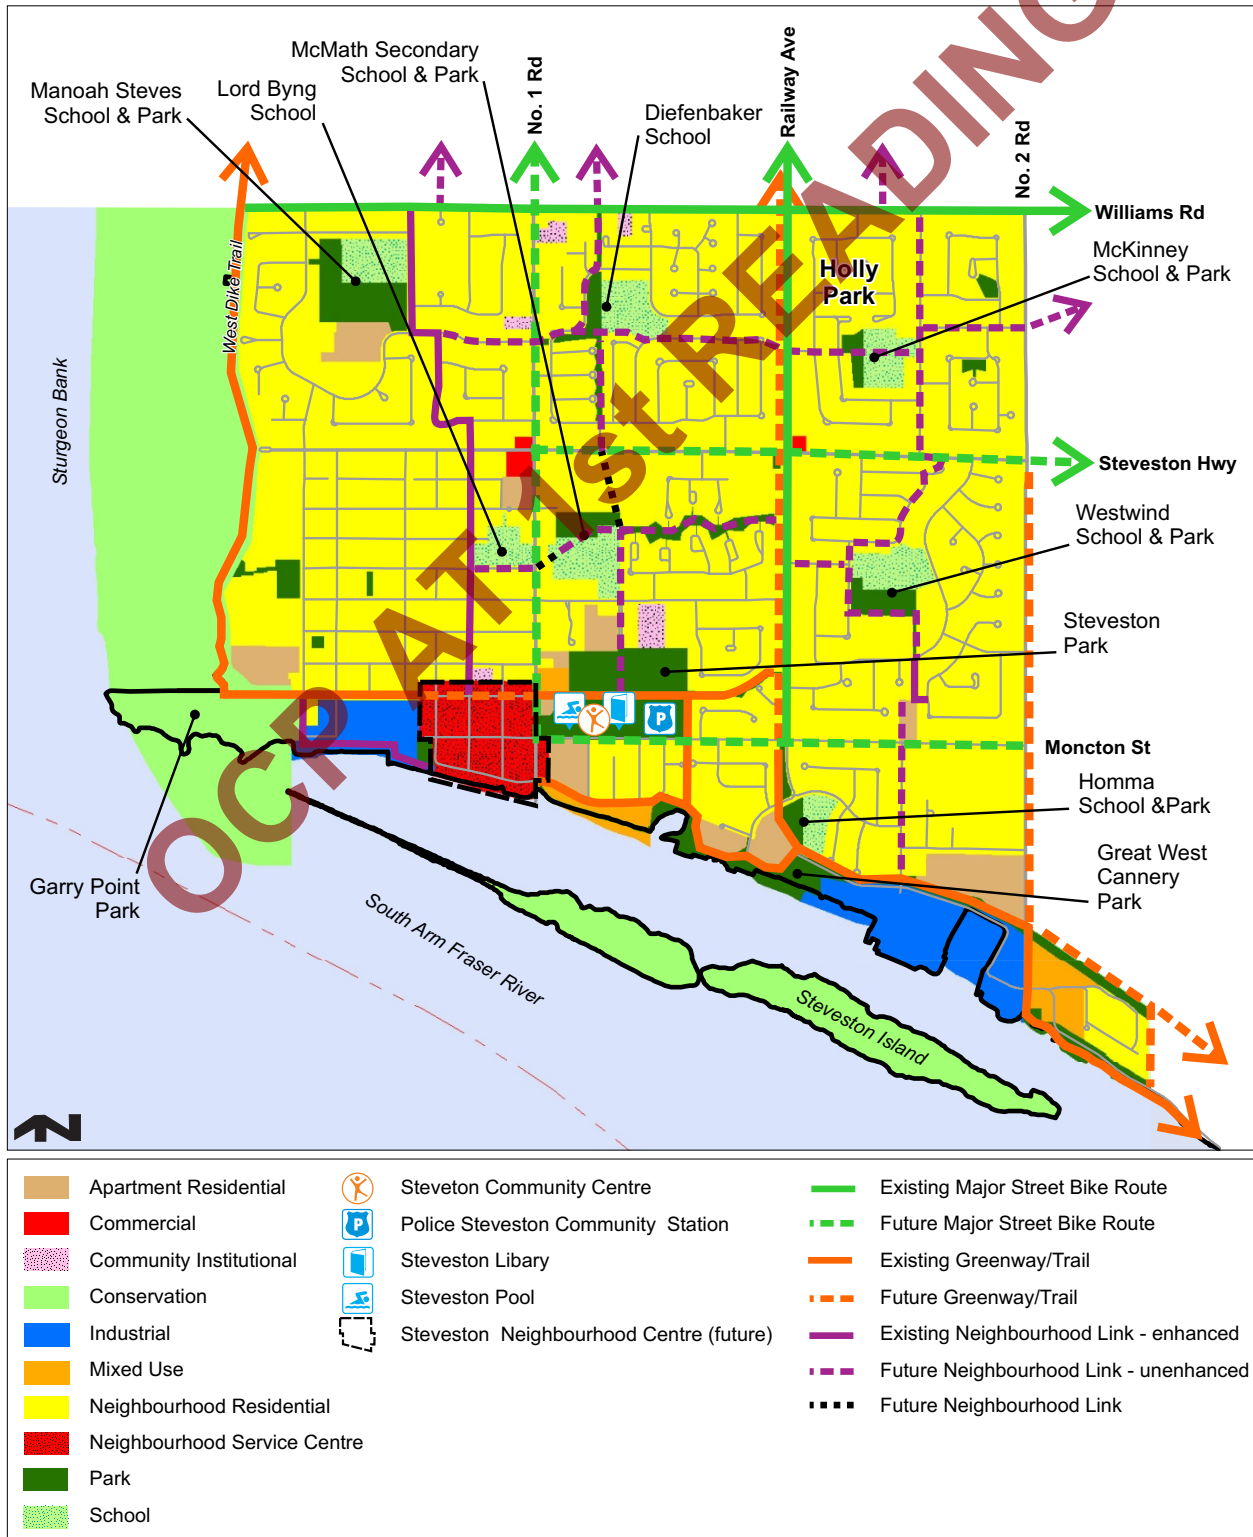 McMath Secondary
School & Park
Manoah Steves
School & Park
Lord Byng
School
No. 1 Rd
Diefenbaker
School
Railway Ave
No. 2 Rd
Williams Rd
McKinney
School & Park
Holly
Park
West Dike Trail
Sturgeon Bank
Steveston Hwy
Westwind
School & Park
Steveston
Park
Moncton St
Homma
School &Park
Great West
Cannery
Park
Garry Point
Park
South Arm Fraser River
Steveston Island
OCP AT 1st READING
P
N
Apartment Residential
Commercial
Community Institutional
Conservation
Industrial
Mixed Use
Neighbourhood Residential
Neighbourhood Service Centre
Park
School
Steveton Community Centre
P
Police Steveston Community Station
Steveston Libary
Steveston Pool
Steveston Neighbourhood Centre (future)
Existing Major Street Bike Route
Future Major Street Bike Route
Existing Greenway/Trail
Future Greenway/Trail
Existing Neighbourhood Link - enhanced
Future Neighbourhood Link - unenhanced
Future Neighbourhood Link